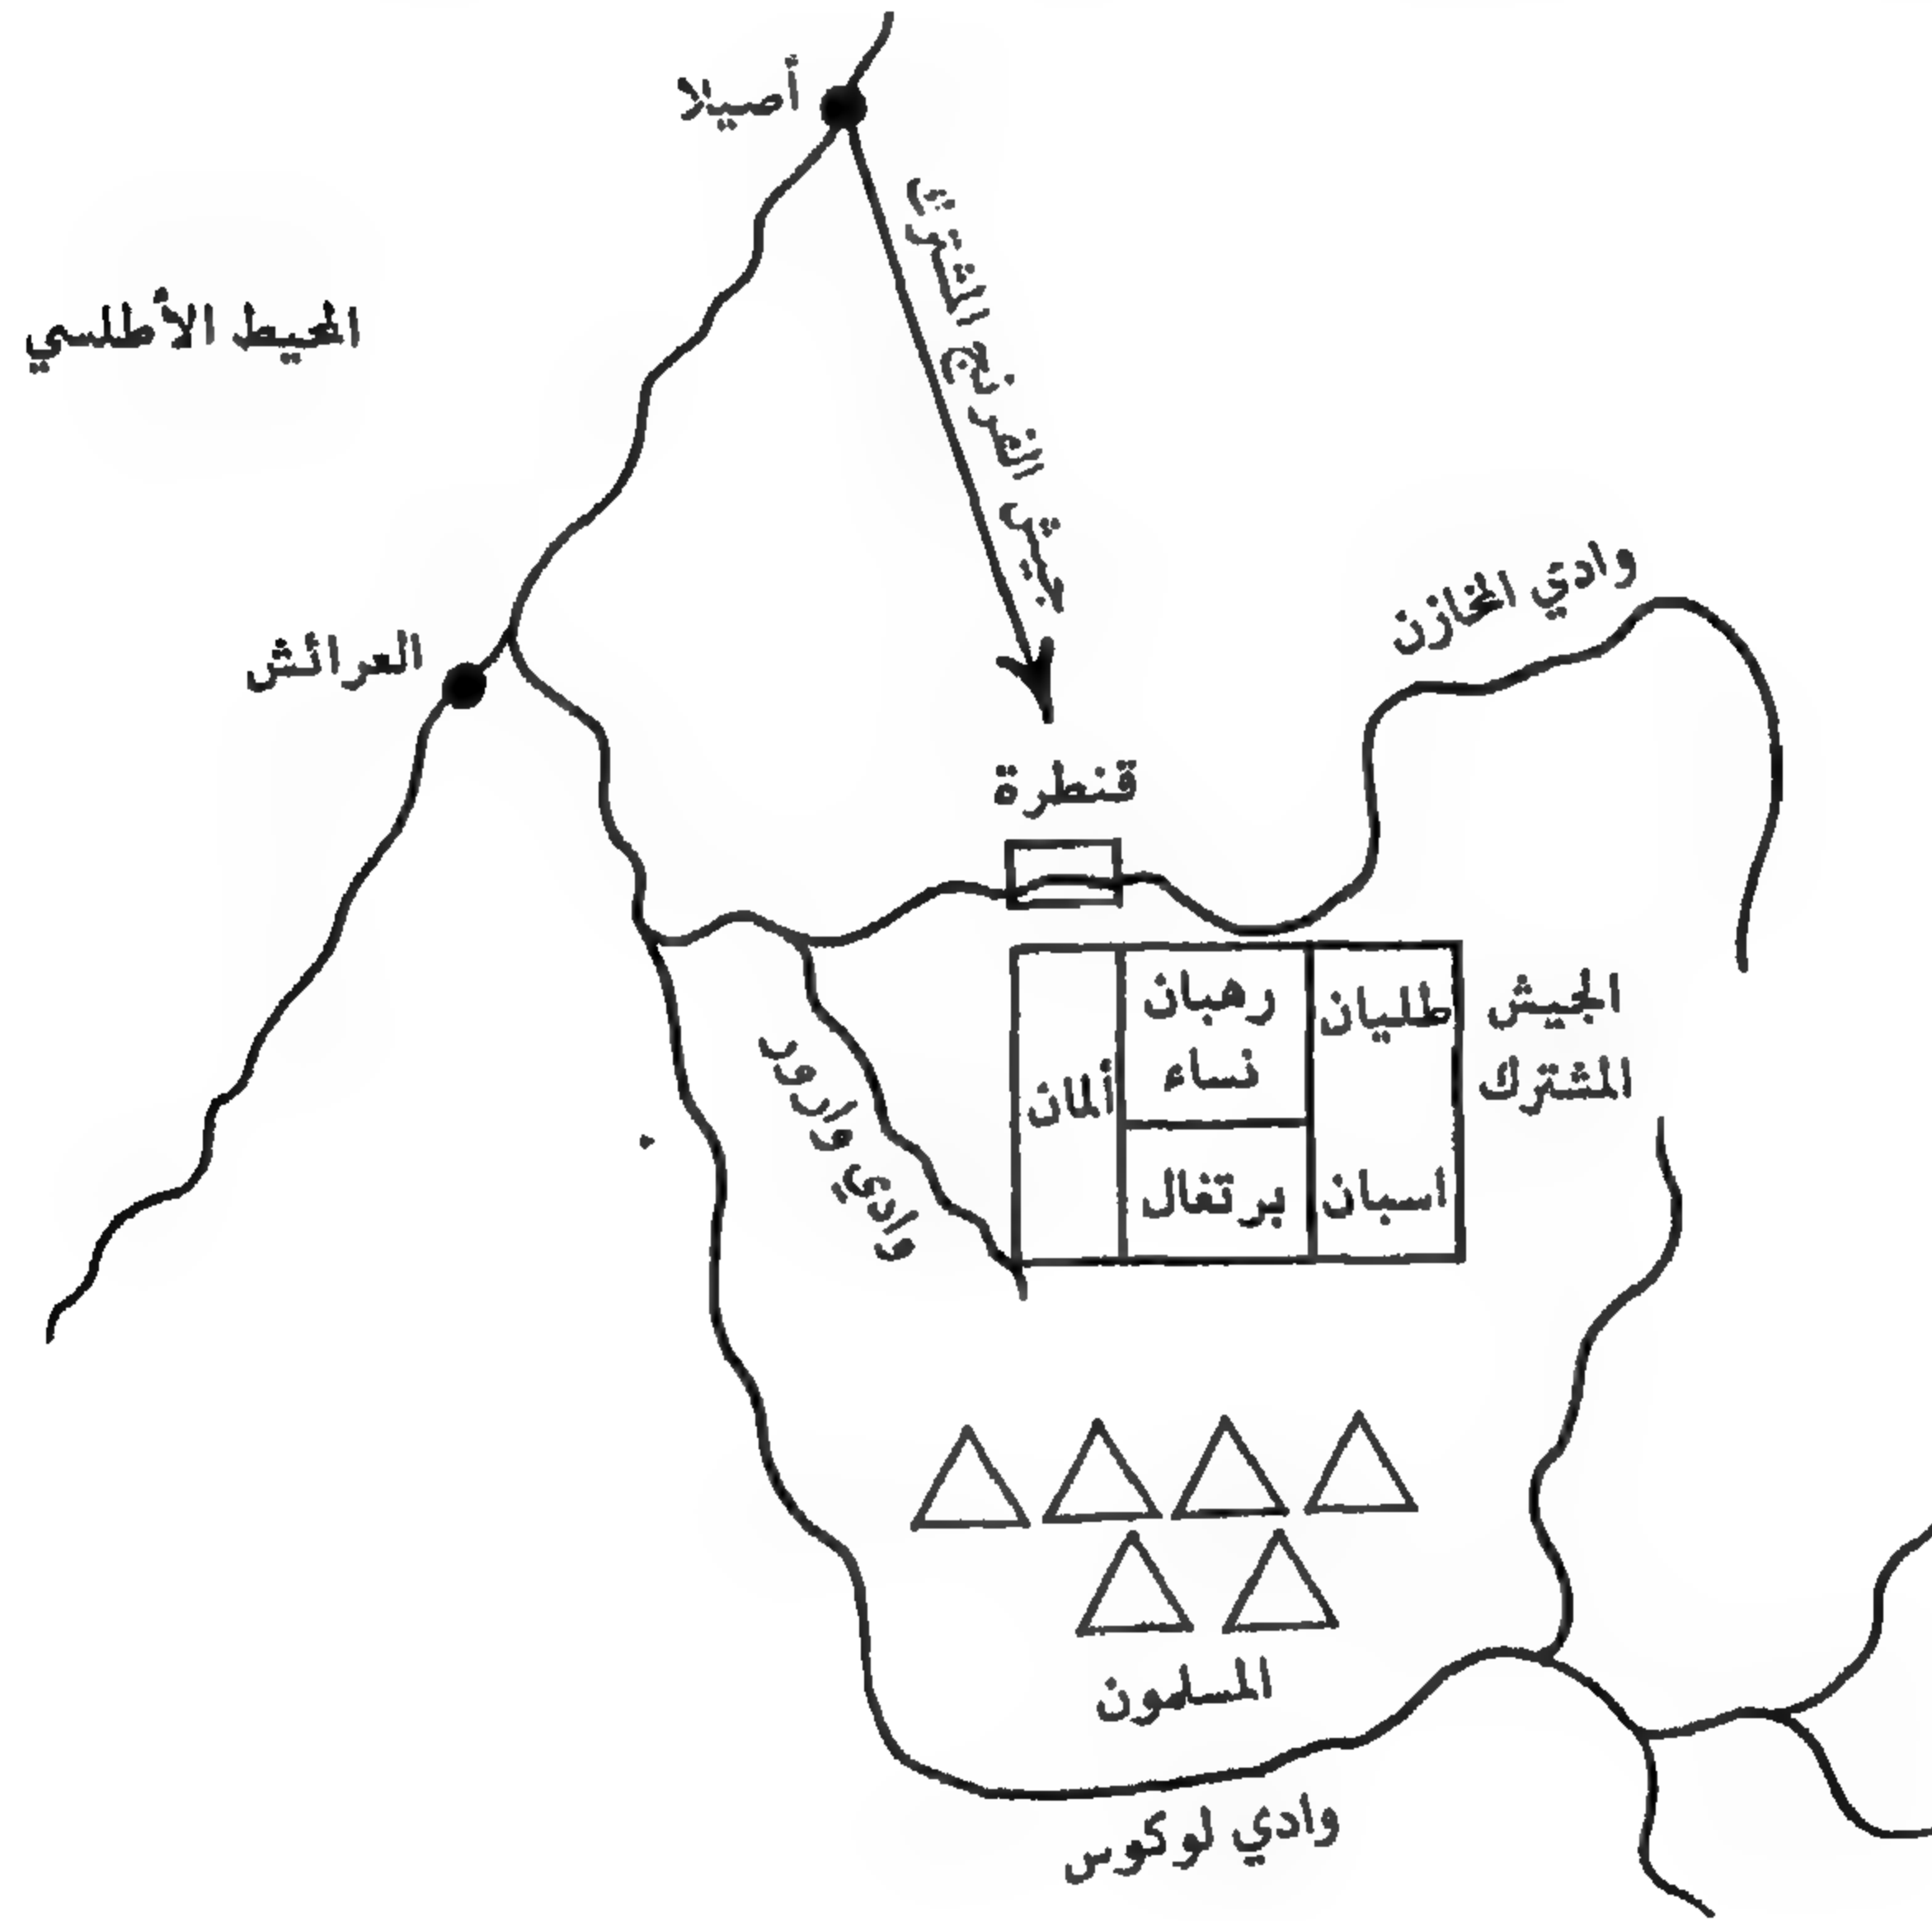 أصيلا
جيش الفرنج الغزاة
المحيط الأطلسي
وادي المخازن
العرائش
قنطرة
الجيش
المشترك
طليان
رهبان
نساء
ألمان
اسبان
برتغال
وادي وارور
المسلمون
وادي لوكوس